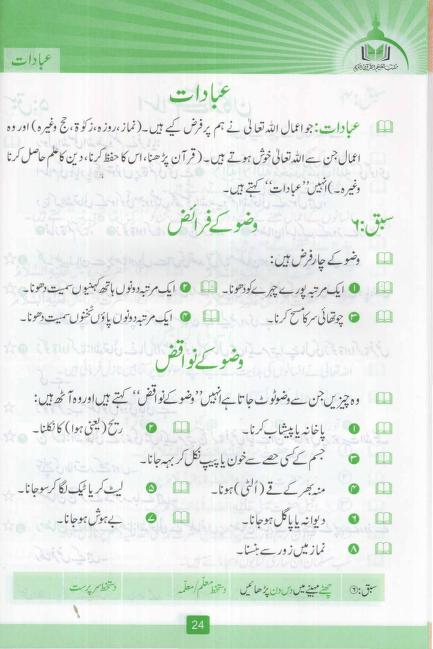 عبادات
عبادات
عبادات: جو اعمال اللہ تعالیٰ نے ہم پر فرض کیے ہیں۔ (نماز، روزہ، زکوٰۃ، حج وغیرہ) اور وہ
اعمال جن سے اللہ تعالیٰ خوش ہوتے ہیں۔ (قرآن پڑھنا، اس کا حفظ کرنا، دین کا علم حاصل کرنا
وغیرہ۔) انہیں "عبادات" کہتے ہیں۔
سبق: ۶ وضو کے فرائض
وضو کے چار فرض ہیں:
۱ ایک مرتبہ پورے چہرے کو دھونا۔ ۲ ایک مرتبہ دونوں ہاتھ کہنیوں سمیت دھونا۔
۳ چوتھائی سر کا مسح کرنا۔ ۴ ایک مرتبہ دونوں پاؤں ٹخنوں سمیت دھونا۔
وضو کے نواقض
وہ چیزیں جن سے وضو ٹوٹ جاتا ہے انہیں "وضو کے نواقض" کہتے ہیں اور وہ آٹھ ہیں:
۱ پاخانہ یا پیشاب کرنا۔ ۲ ریح (یعنی ہوا) کا نکلنا۔
۳ جسم کے کسی حصے سے خون یا پیپ نکل کر بہہ جانا۔
۴ منہ بھر کے قے (اُلٹی) ہونا۔ ۵ لیٹ کر یا ٹیک لگا کر سو جانا۔
۶ دیوانہ یا پاگل ہو جانا۔ ۷ بے ہوش ہو جانا۔
۸ نماز میں زور سے ہنسنا۔
سبق: ۶ چھٹے مہینے میں دس دن پڑھائیں دستخط معلم/معلمہ دستخط سرپرست
24